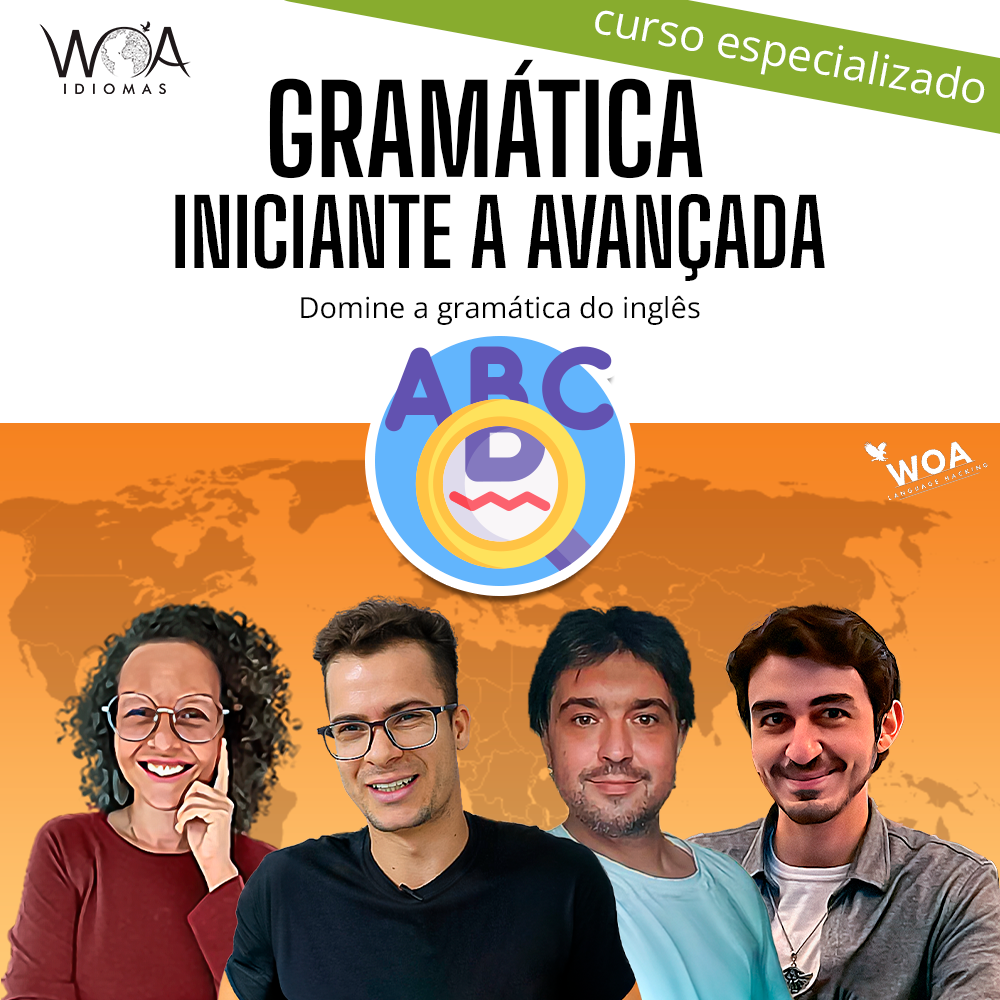 WOA
IDIOMAS
curso especializado
GRAMÁTICA
INICIANTE A AVANÇADA
Domine a gramática do inglês
ABC
B
WOA
LANGUAGE HACKING